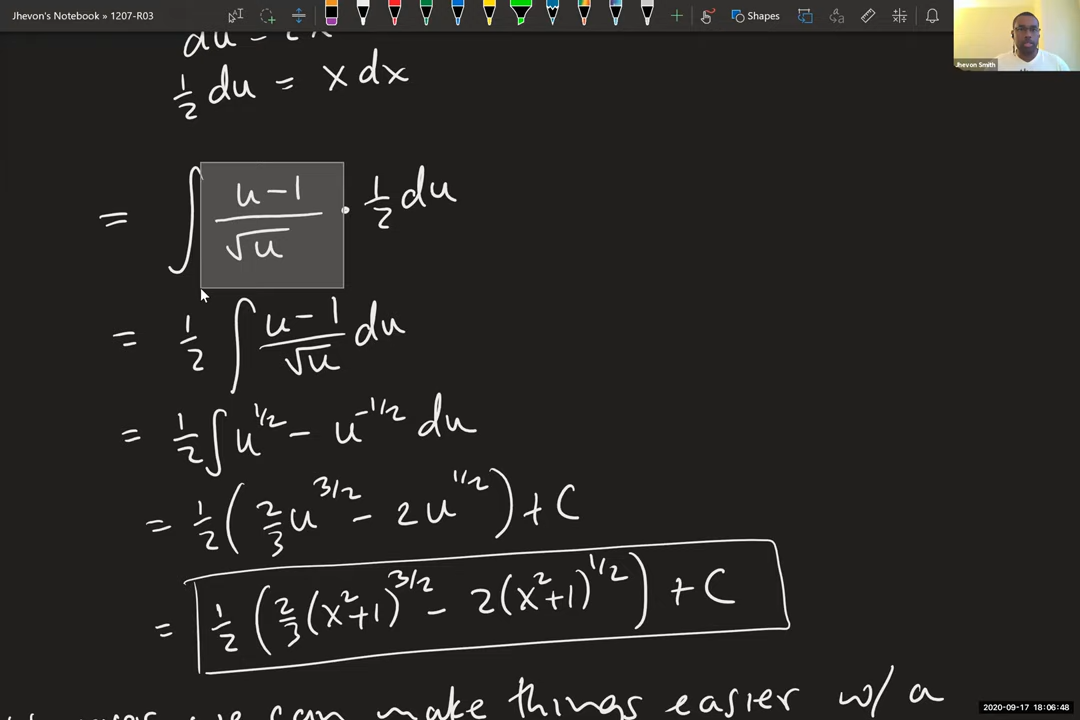 Jhevon's Notebook » 1207-R03
Shapes
Jhevon Smith
½ du = x dx
= ∫ (u-1)/√u · ½ du
= ½ ∫ (u-1)/√u du
= ½ ∫ u^{1/2} - u^{-1/2} du
= ½ (⅔ u^{3/2} - 2u^{1/2}) + C
= ½ (⅔ (x²+1)^{3/2} - 2(x²+1)^{1/2}) + C
can make things easier w/ a
2020-09-17 18:06:48